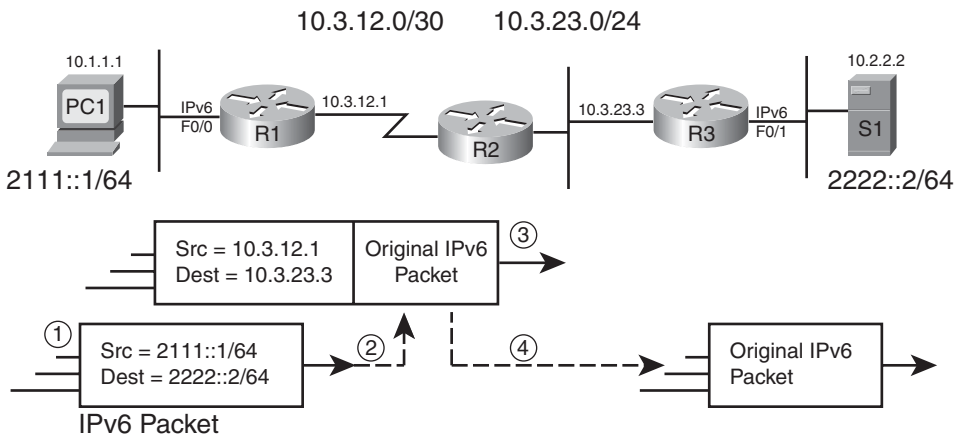 10.3.12.0/30 10.3.23.0/24
10.1.1.1
10.2.2.2
PC1
IPv6
F0/0
R1
10.3.12.1
R2
10.3.23.3
R3
IPv6
F0/1
S1
2111::1/64
2222::2/64
Src = 10.3.12.1
Dest = 10.3.23.3
Original IPv6
Packet
3
1
Src = 2111::1/64
Dest = 2222::2/64
2
4
Original IPv6
Packet
IPv6 Packet